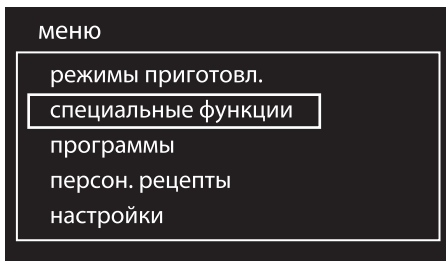 меню
режимы приготовл.
специальные функции
программы
персон. рецепты
настройки